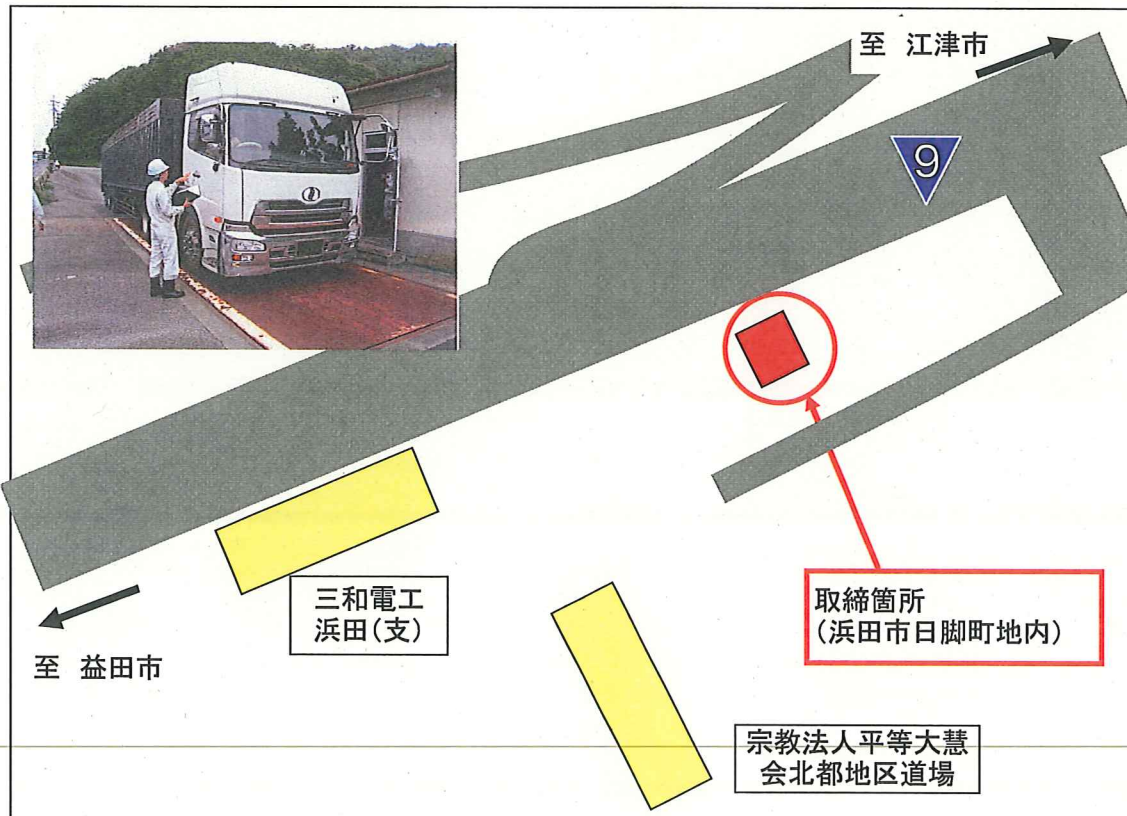 至 江津市
9
三和電工
浜田(支)
取締箇所
(浜田市日脚町地内)
至 益田市
宗教法人平等大慧
会北都地区道場